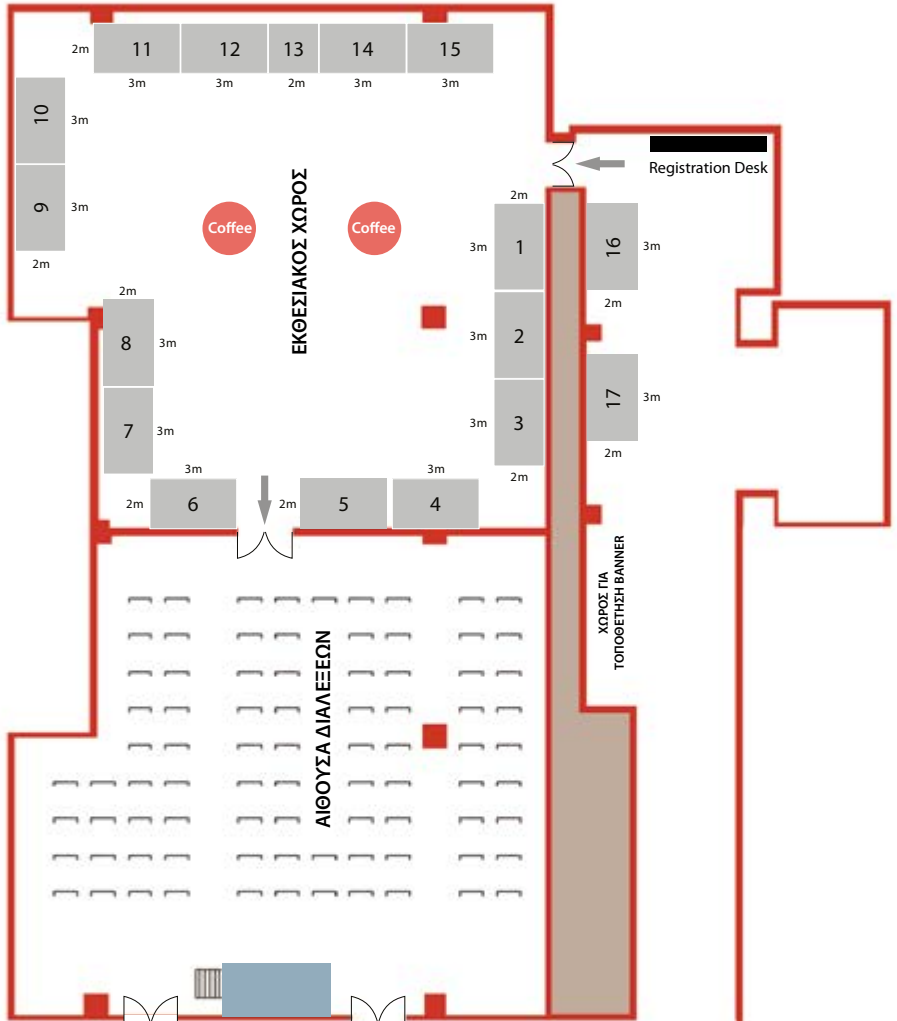 2m
11
12
13
14
15
3m
3m
2m
3m
3m
10
3m
9
3m
2m
Registration Desk
Coffee
ΕΚΘΕΣΙΑΚΟΣ ΧΩΡΟΣ
Coffee
2m
3m
1
3m
2
3m
3
2m
16
3m
2m
17
3m
2m
2m
8
3m
7
3m
3m
2m
6
2m
5
3m
4
ΧΩΡΟΣ ΓΙΑ
ΤΟΠΟΘΕΤΗΣΗ BANNER
ΑΙΘΟΥΣΑ ΔΙΑΛΕΞΕΩΝ